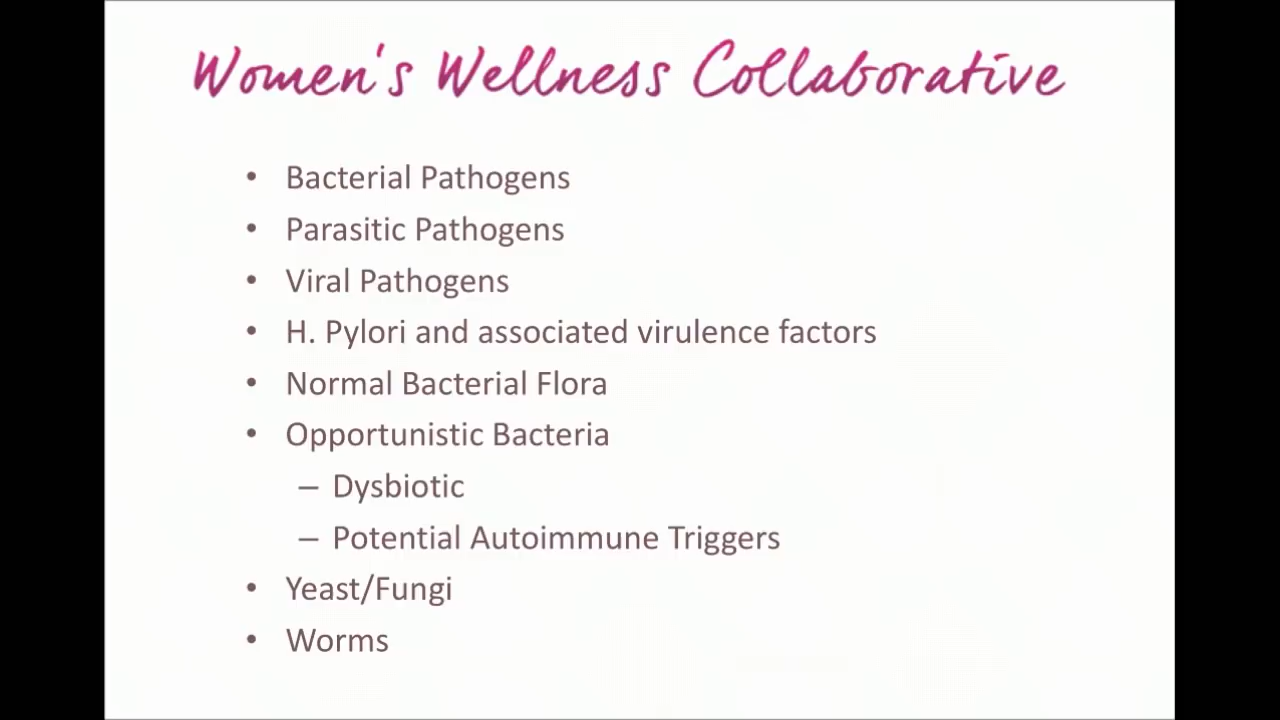 Women's Wellness Collaborative
• Bacterial Pathogens
• Parasitic Pathogens
• Viral Pathogens
• H. Pylori and associated virulence factors
• Normal Bacterial Flora
• Opportunistic Bacteria
– Dysbiotic
– Potential Autoimmune Triggers
• Yeast/Fungi
• Worms